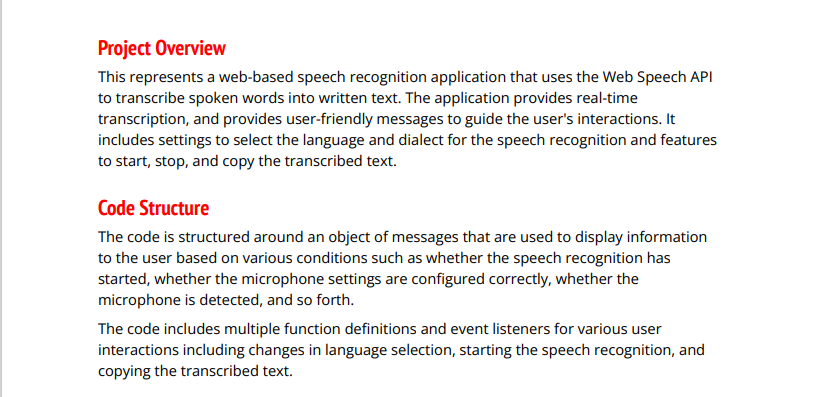 Project Overview
This represents a web-based speech recognition application that uses the Web Speech API
to transcribe spoken words into written text. The application provides real-time
transcription, and provides user-friendly messages to guide the user's interactions. It
includes settings to select the language and dialect for the speech recognition and features
to start, stop, and copy the transcribed text.
Code Structure
The code is structured around an object of messages that are used to display information
to the user based on various conditions such as whether the speech recognition has
started, whether the microphone settings are configured correctly, whether the
microphone is detected, and so forth.
The code includes multiple function definitions and event listeners for various user
interactions including changes in language selection, starting the speech recognition, and
copying the transcribed text.